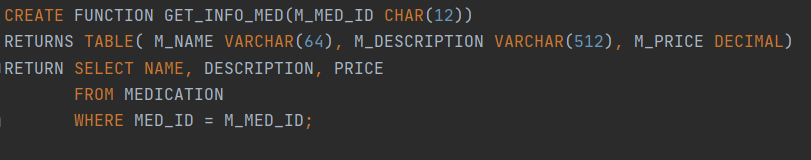 CREATE FUNCTION GET_INFO_MED(M_MED_ID CHAR(12))
RETURNS TABLE( M_NAME VARCHAR(64), M_DESCRIPTION VARCHAR(512), M_PRICE DECIMAL)
RETURN SELECT NAME, DESCRIPTION, PRICE
       FROM MEDICATION
       WHERE MED_ID = M_MED_ID;